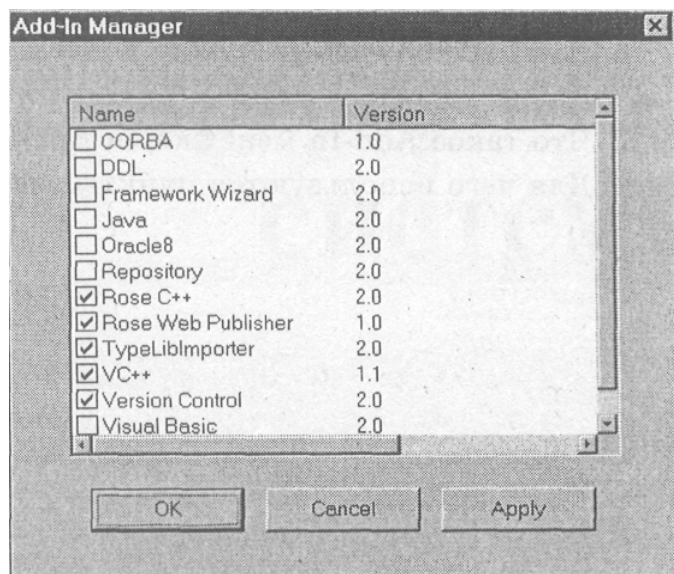 Add-In Manager
Name Version
CORBA 1.0
DDL 2.0
Framework Wizard
Java 2.0
Oracle8 2.0
Repository 2.0
Rose C++ 2.0
Rose Web Publisher 1.0
TypeLibImporter 2.0
VC++ 1.1
Version Control 2.0
Visual Basic 2.0
OK Cancel Apply